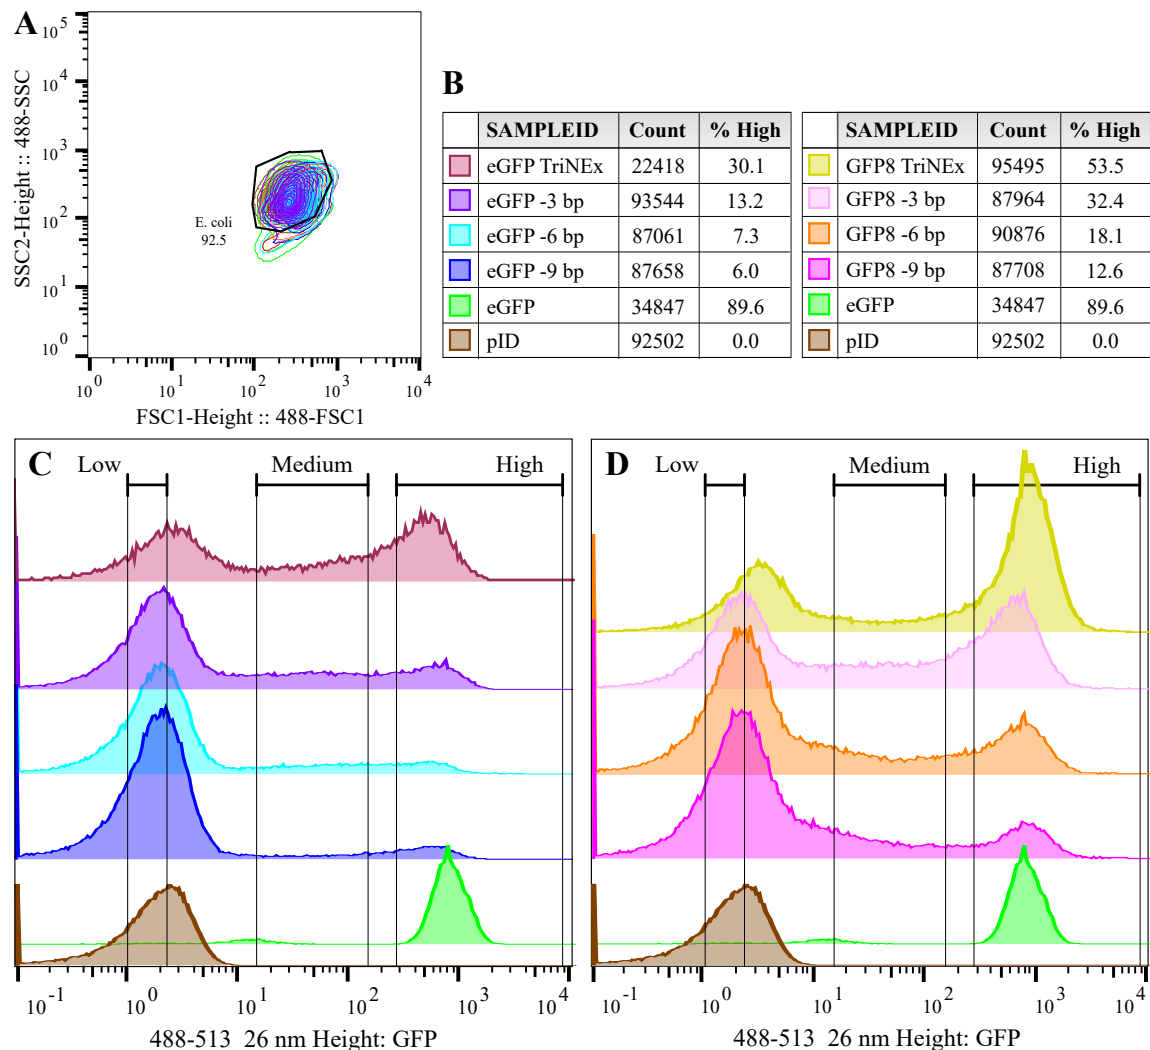 A
10^5
10^4
10^3
10^2
10^1
10^0
SSC2-Height :: 488-SSC
E. coli
92.5
10^0 10^1 10^2 10^3 10^4
FSC1-Height :: 488-FSC1
B
SAMPLEID Count % High
eGFP TriNEx 22418 30.1
eGFP -3 bp 93544 13.2
eGFP -6 bp 87061 7.3
eGFP -9 bp 87658 6.0
eGFP 34847 89.6
pID 92502 0.0
SAMPLEID Count % High
GFP8 TriNEx 95495 53.5
GFP8 -3 bp 87964 32.4
GFP8 -6 bp 90876 18.1
GFP8 -9 bp 87708 12.6
eGFP 34847 89.6
pID 92502 0.0
C
Low Medium High
10^-1 10^0 10^1 10^2 10^3 10^4
488-513_26 nm Height: GFP
D
Low Medium High
10^-1 10^0 10^1 10^2 10^3 10^4
488-513_26 nm Height: GFP